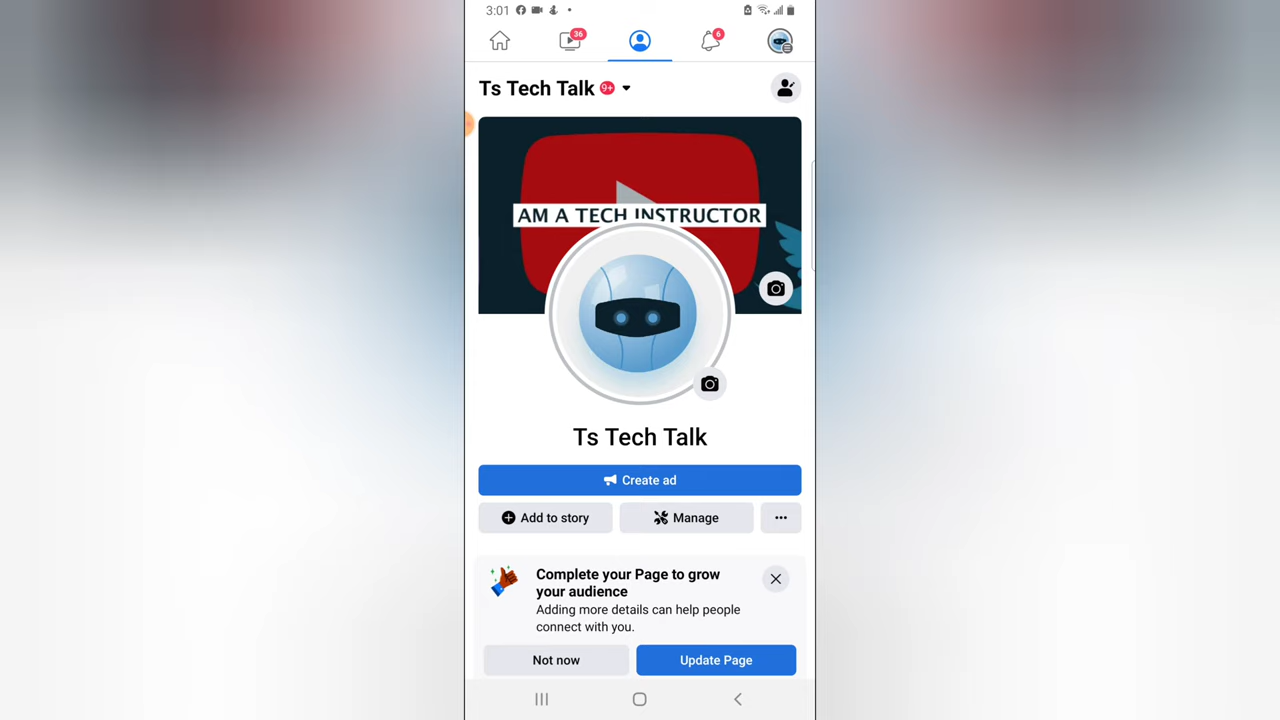 3:01
36
6
Ts Tech Talk 9+
AM A TECH INSTRUCTOR
Ts Tech Talk
Create ad
Add to story
Manage
Complete your Page to grow
your audience
Adding more details can help people
connect with you.
Not now
Update Page